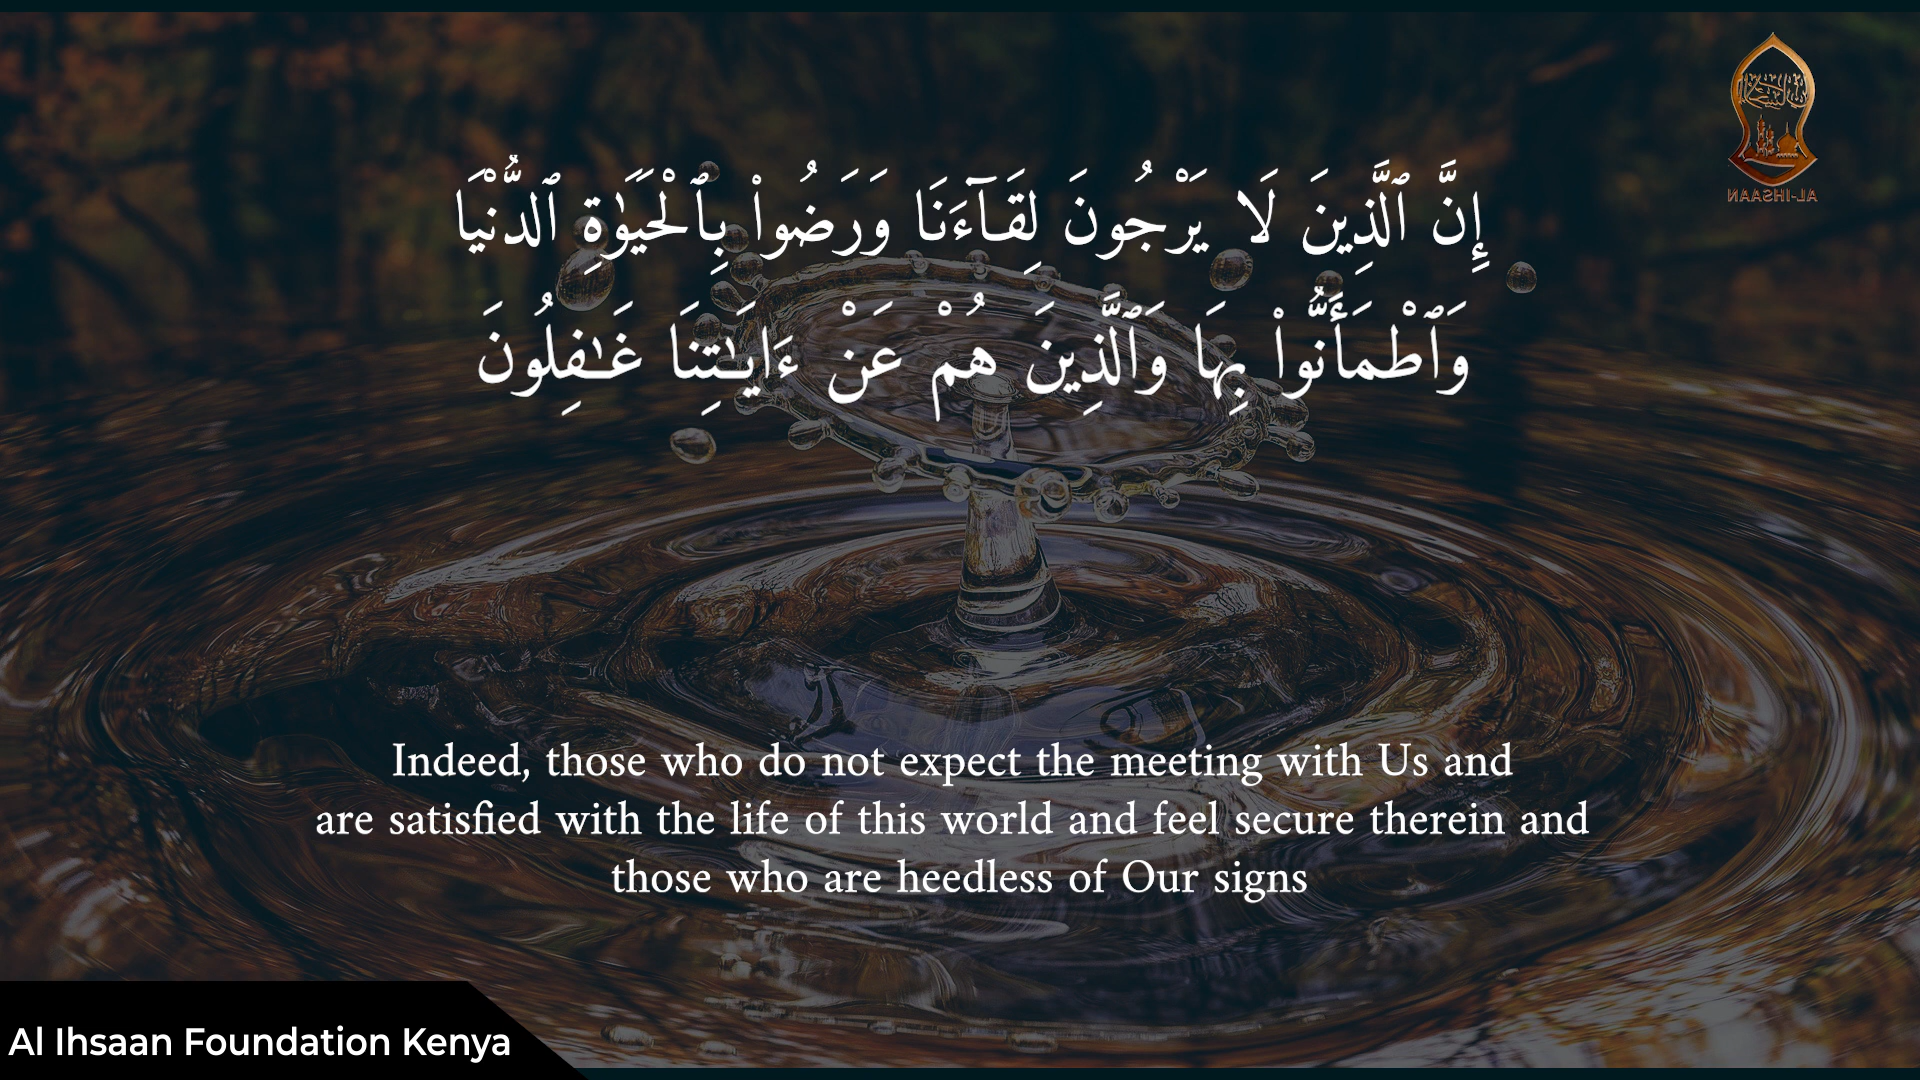 إِنَّ ٱلَّذِينَ لَا يَرْجُونَ لِقَآءَنَا وَرَضُوا۟ بِٱلْحَيَوٰةِ ٱلدُّنْيَا
وَٱطْمَأَنُّوا۟ بِهَا وَٱلَّذِينَ هُمْ عَنْ ءَايَـٰتِنَا غَـٰفِلُونَ
Indeed, those who do not expect the meeting with Us and
are satisfied with the life of this world and feel secure therein and
those who are heedless of Our signs
AL-IHSAAN
Al Ihsaan Foundation Kenya